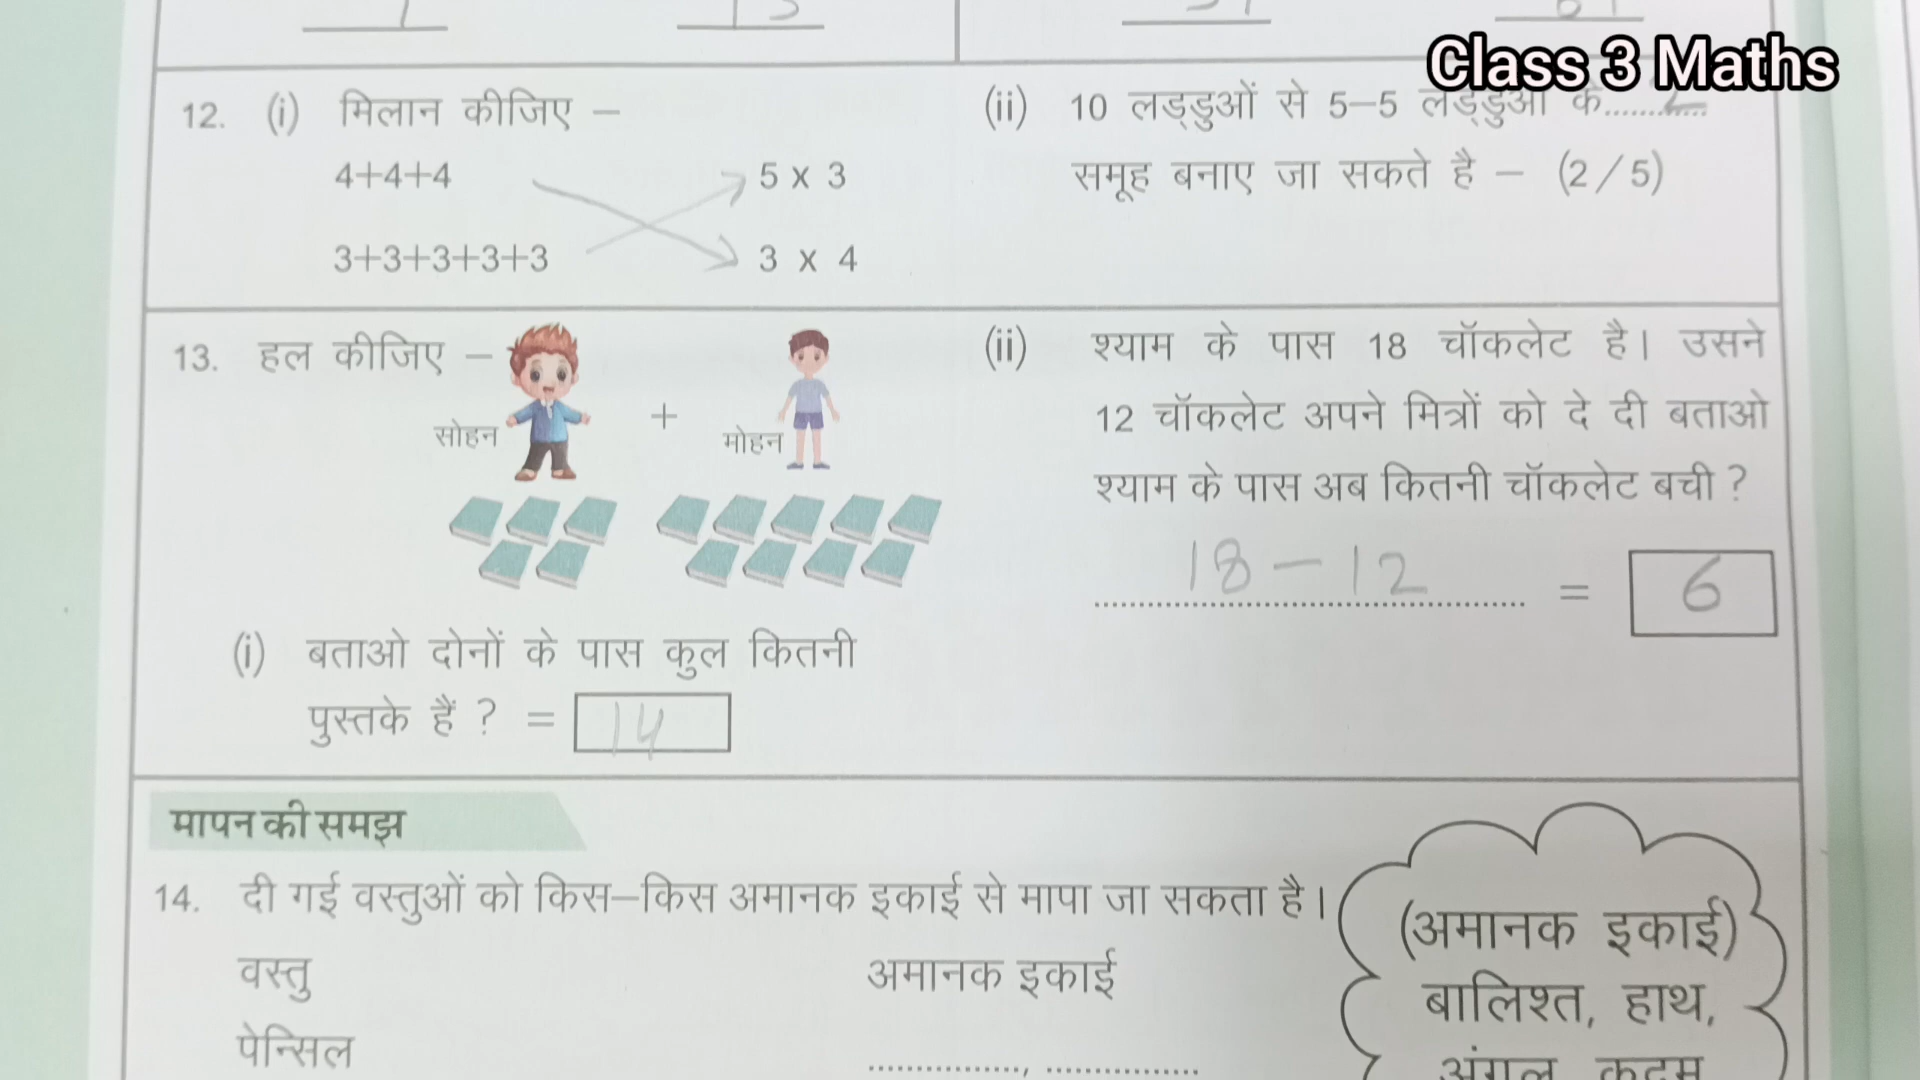 Class 3 Maths
12. (i) मिलान कीजिए –
4+4+4 5 x 3
3+3+3+3+3 3 x 4
(ii) 10 लड्डुओं से 5–5 लड्डुओं के.......2.....
समूह बनाए जा सकते है – (2/5)
13. हल कीजिए –
सोहन + मोहन
(i) बताओ दोनों के पास कुल कितनी
पुस्तके हैं ? = 14
(ii) श्याम के पास 18 चॉकलेट है। उसने
12 चॉकलेट अपने मित्रों को दे दी बताओ
श्याम के पास अब कितनी चॉकलेट बची ?
18 – 12 = 6
मापन की समझ
14. दी गई वस्तुओं को किस–किस अमानक इकाई से मापा जा सकता है।
वस्तु अमानक इकाई
पेन्सिल ................, ................
(अमानक इकाई)
बालिश्त, हाथ,
अंगुल कदम